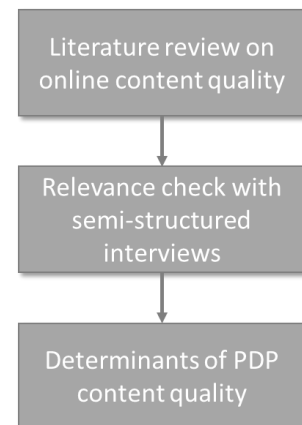 Literature review on
online content quality
Relevance check with
semi-structured
interviews
Determinants of PDP
content quality